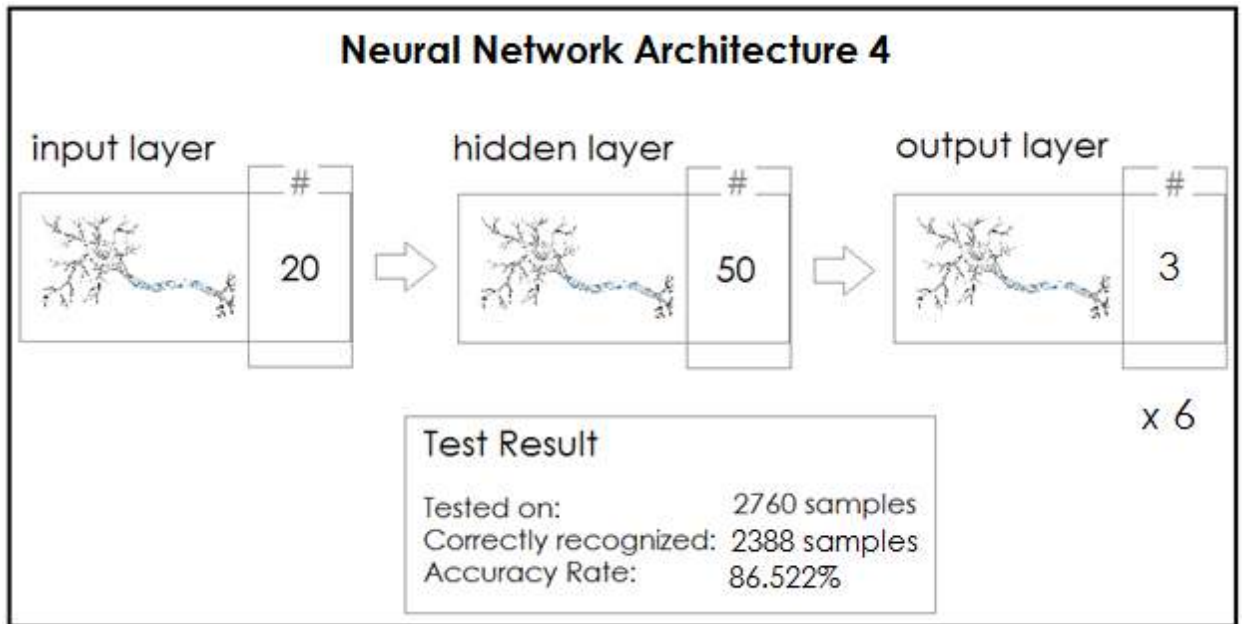 Neural Network Architecture 4
input layer
#
20
hidden layer
#
50
output layer
#
3
x 6
Test Result
Tested on: 2760 samples
Correctly recognized: 2388 samples
Accuracy Rate: 86.522%